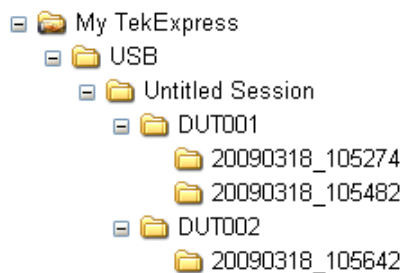 My TekExpress
USB
Untitled Session
DUT001
20090318_105274
20090318_105482
DUT002
20090318_105642